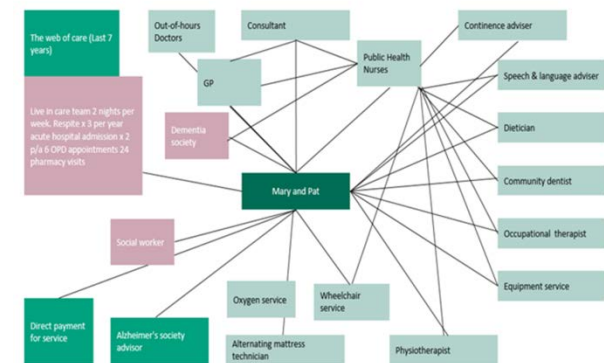 The web of care (Last 7
years)
Out-of-hours
Doctors
Consultant
Continence adviser
GP
Public Health
Nurses
Speech & language adviser
Live in care team 2 nights per
week. Respite x 3 per year
acute hospital admission x 2
p/a 6 OPD appointments 24
pharmacy visits
Dementia
society
Dietician
Mary and Pat
Community dentist
Social worker
Occupational therapist
Oxygen service
Wheelchair
service
Equipment service
Direct payment
for service
Alzheimer's society
advisor
Alternating mattress
technician
Physiotherapist